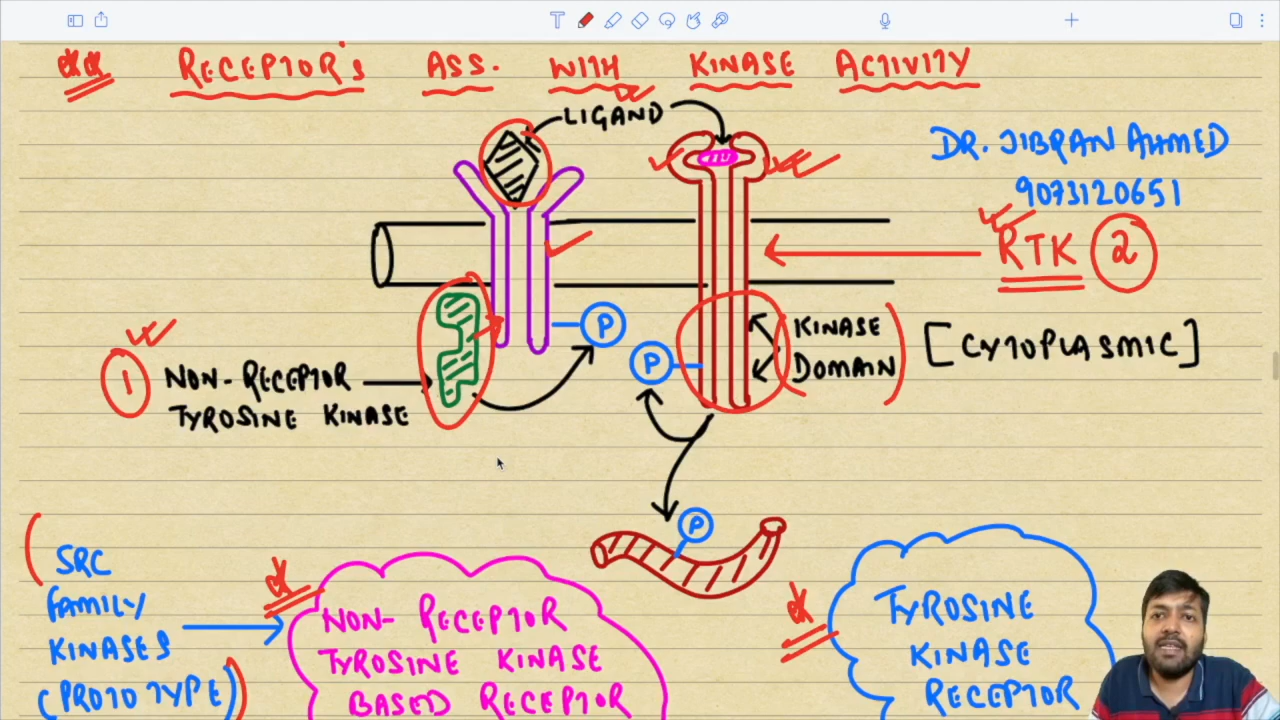 RECEPTOR'S ASS. WITH KINASE ACTIVITY
LIGAND
DR. JIBRAN AHMED
9073120651
RTK 2
P
KINASE
DOMAIN
[CYTOPLASMIC]
P
1 NON-RECEPTOR
TYROSINE KINASE
P
SRC
FAMILY
KINASES
(PROTOTYPE)
NON-RECEPTOR
TYROSINE KINASE
BASED RECEPTOR
TYROSINE
KINASE
RECEPTOR